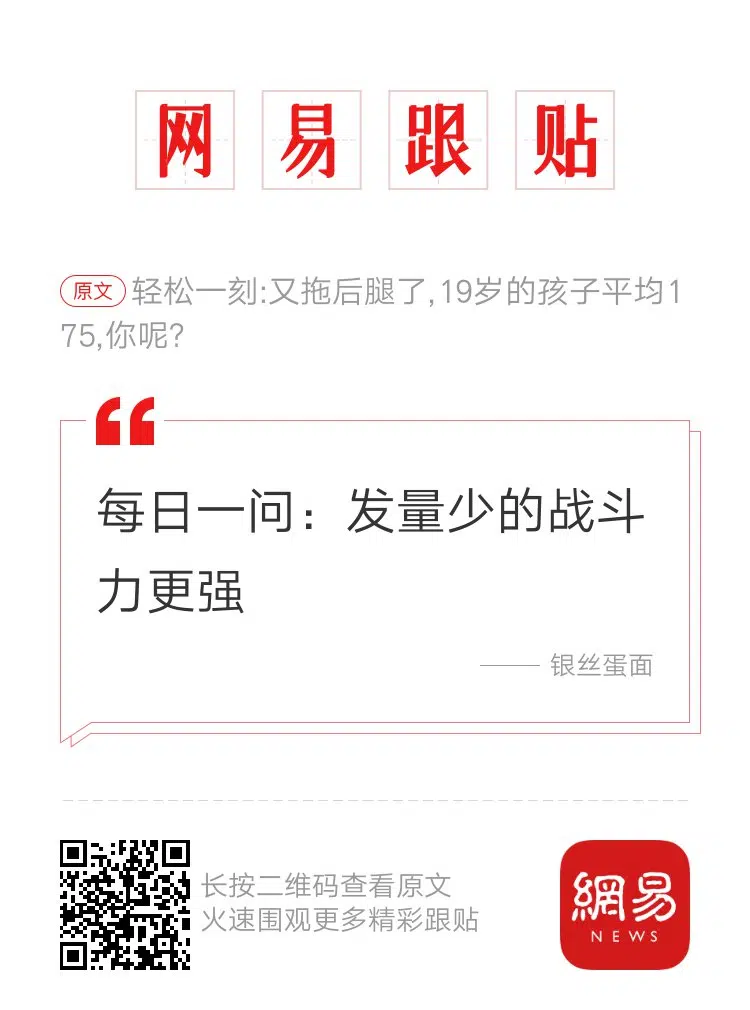 网易跟贴
原文 轻松一刻:又拖后腿了,19岁的孩子平均1
75,你呢?
每日一问：发量少的战斗
力更强
—— 银丝蛋面
长按二维码查看原文
火速围观更多精彩跟贴
網易
NEWS